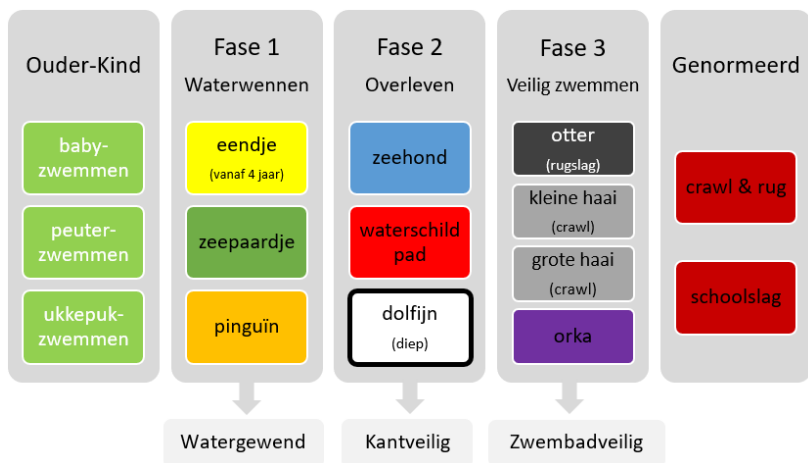 Ouder-Kind
baby-
zwemmen
peuter-
zwemmen
ukkepuk-
zwemmen
Fase 1
Waterwennen
eendje
(vanaf 4 jaar)
zeepaardje
pinguïn
Watergewend
Fase 2
Overleven
zeehond
waterschild
pad
dolfijn
(diep)
Kantveilig
Fase 3
Veilig zwemmen
otter
(rugslag)
kleine haai
(crawl)
grote haai
(crawl)
orka
Zwembadveilig
Genormeerd
crawl & rug
schoolslag